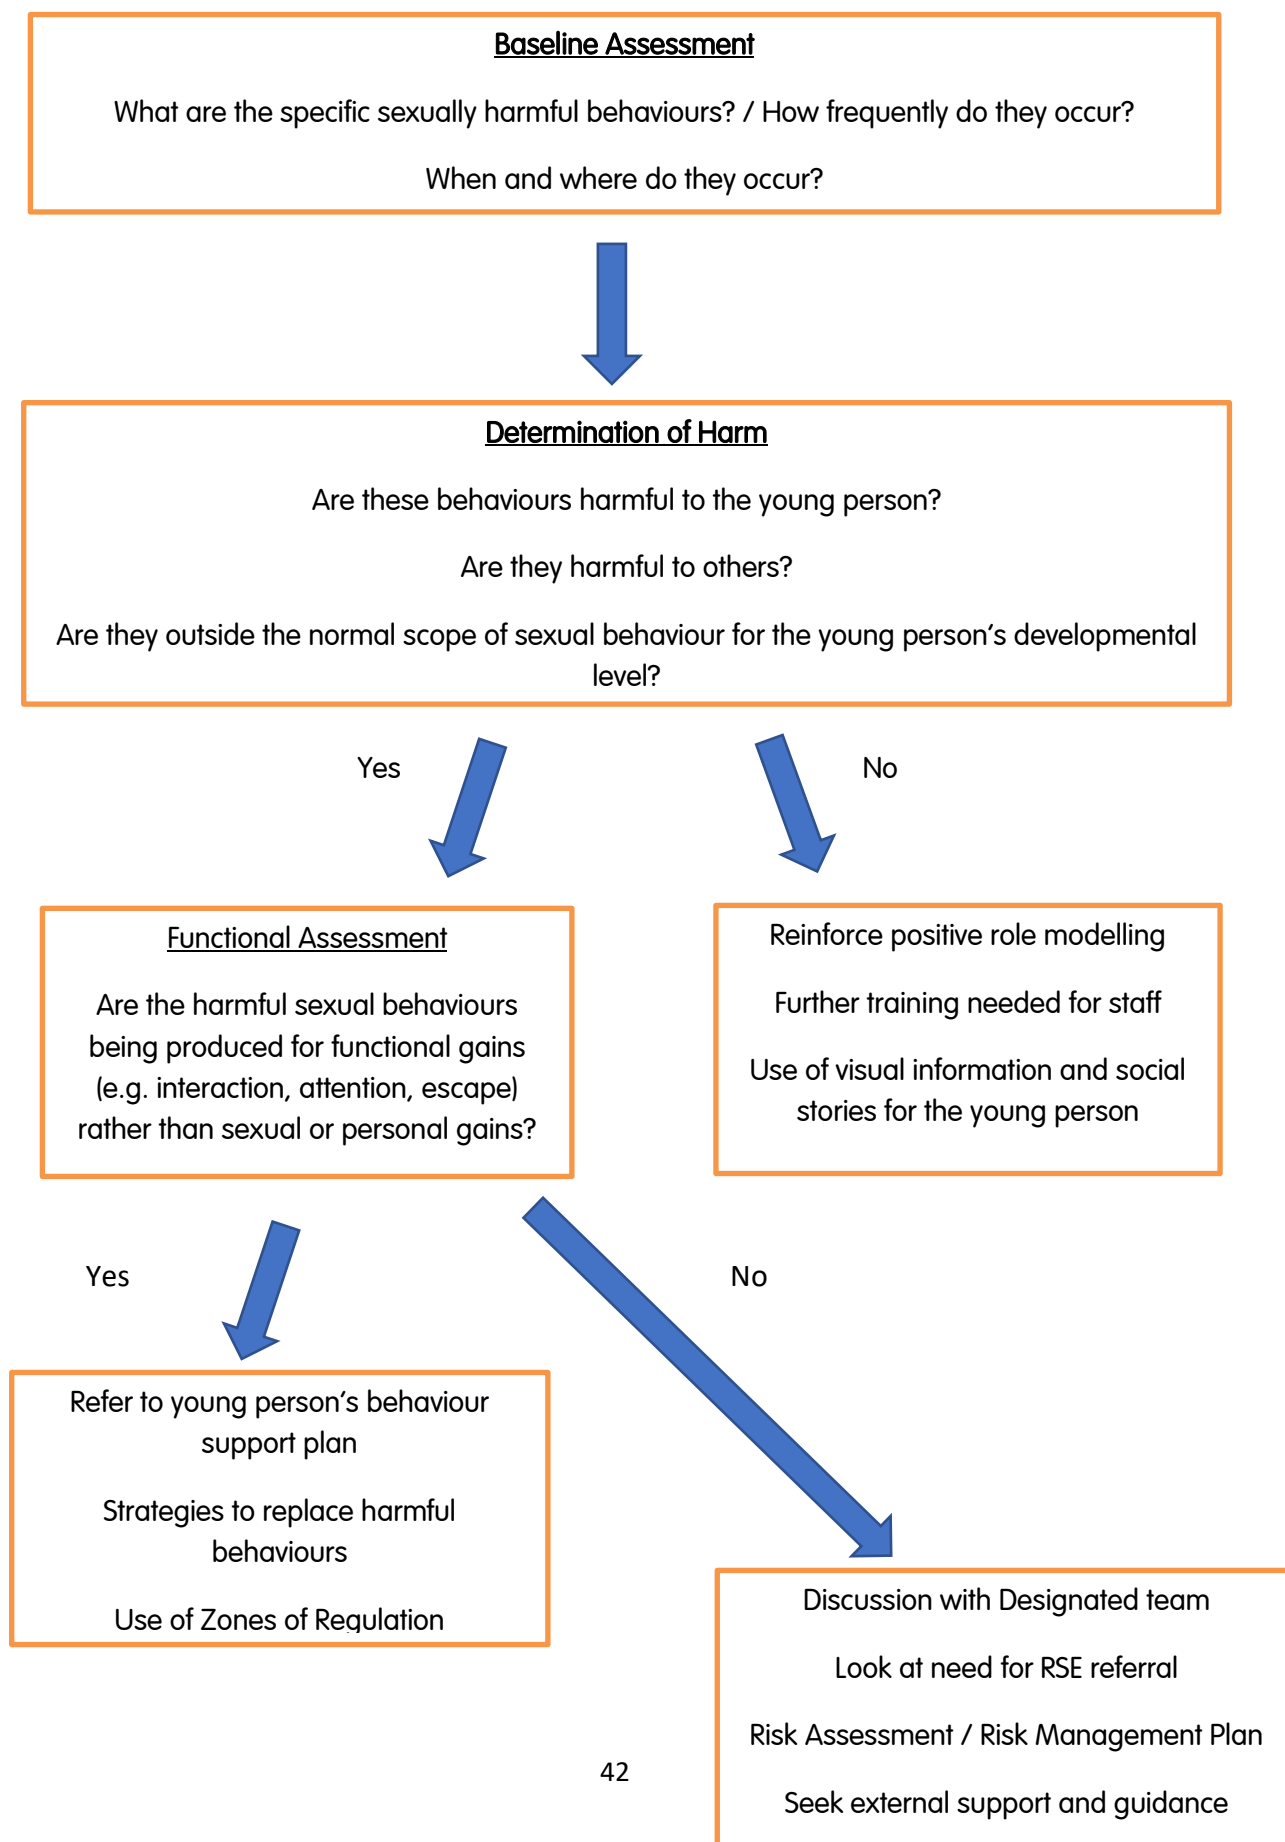 Baseline Assessment
What are the specific sexually harmful behaviours? / How frequently do they occur?
When and where do they occur?
Determination of Harm
Are these behaviours harmful to the young person?
Are they harmful to others?
Are they outside the normal scope of sexual behaviour for the young person's developmental
level?
Yes
No
Functional Assessment
Are the harmful sexual behaviours
being produced for functional gains
(e.g. interaction, attention, escape)
rather than sexual or personal gains?
Reinforce positive role modelling
Further training needed for staff
Use of visual information and social
stories for the young person
Yes
No
Refer to young person's behaviour
support plan
Strategies to replace harmful
behaviours
Use of Zones of Regulation
Discussion with Designated team
Look at need for RSE referral
Risk Assessment / Risk Management Plan
Seek external support and guidance
42